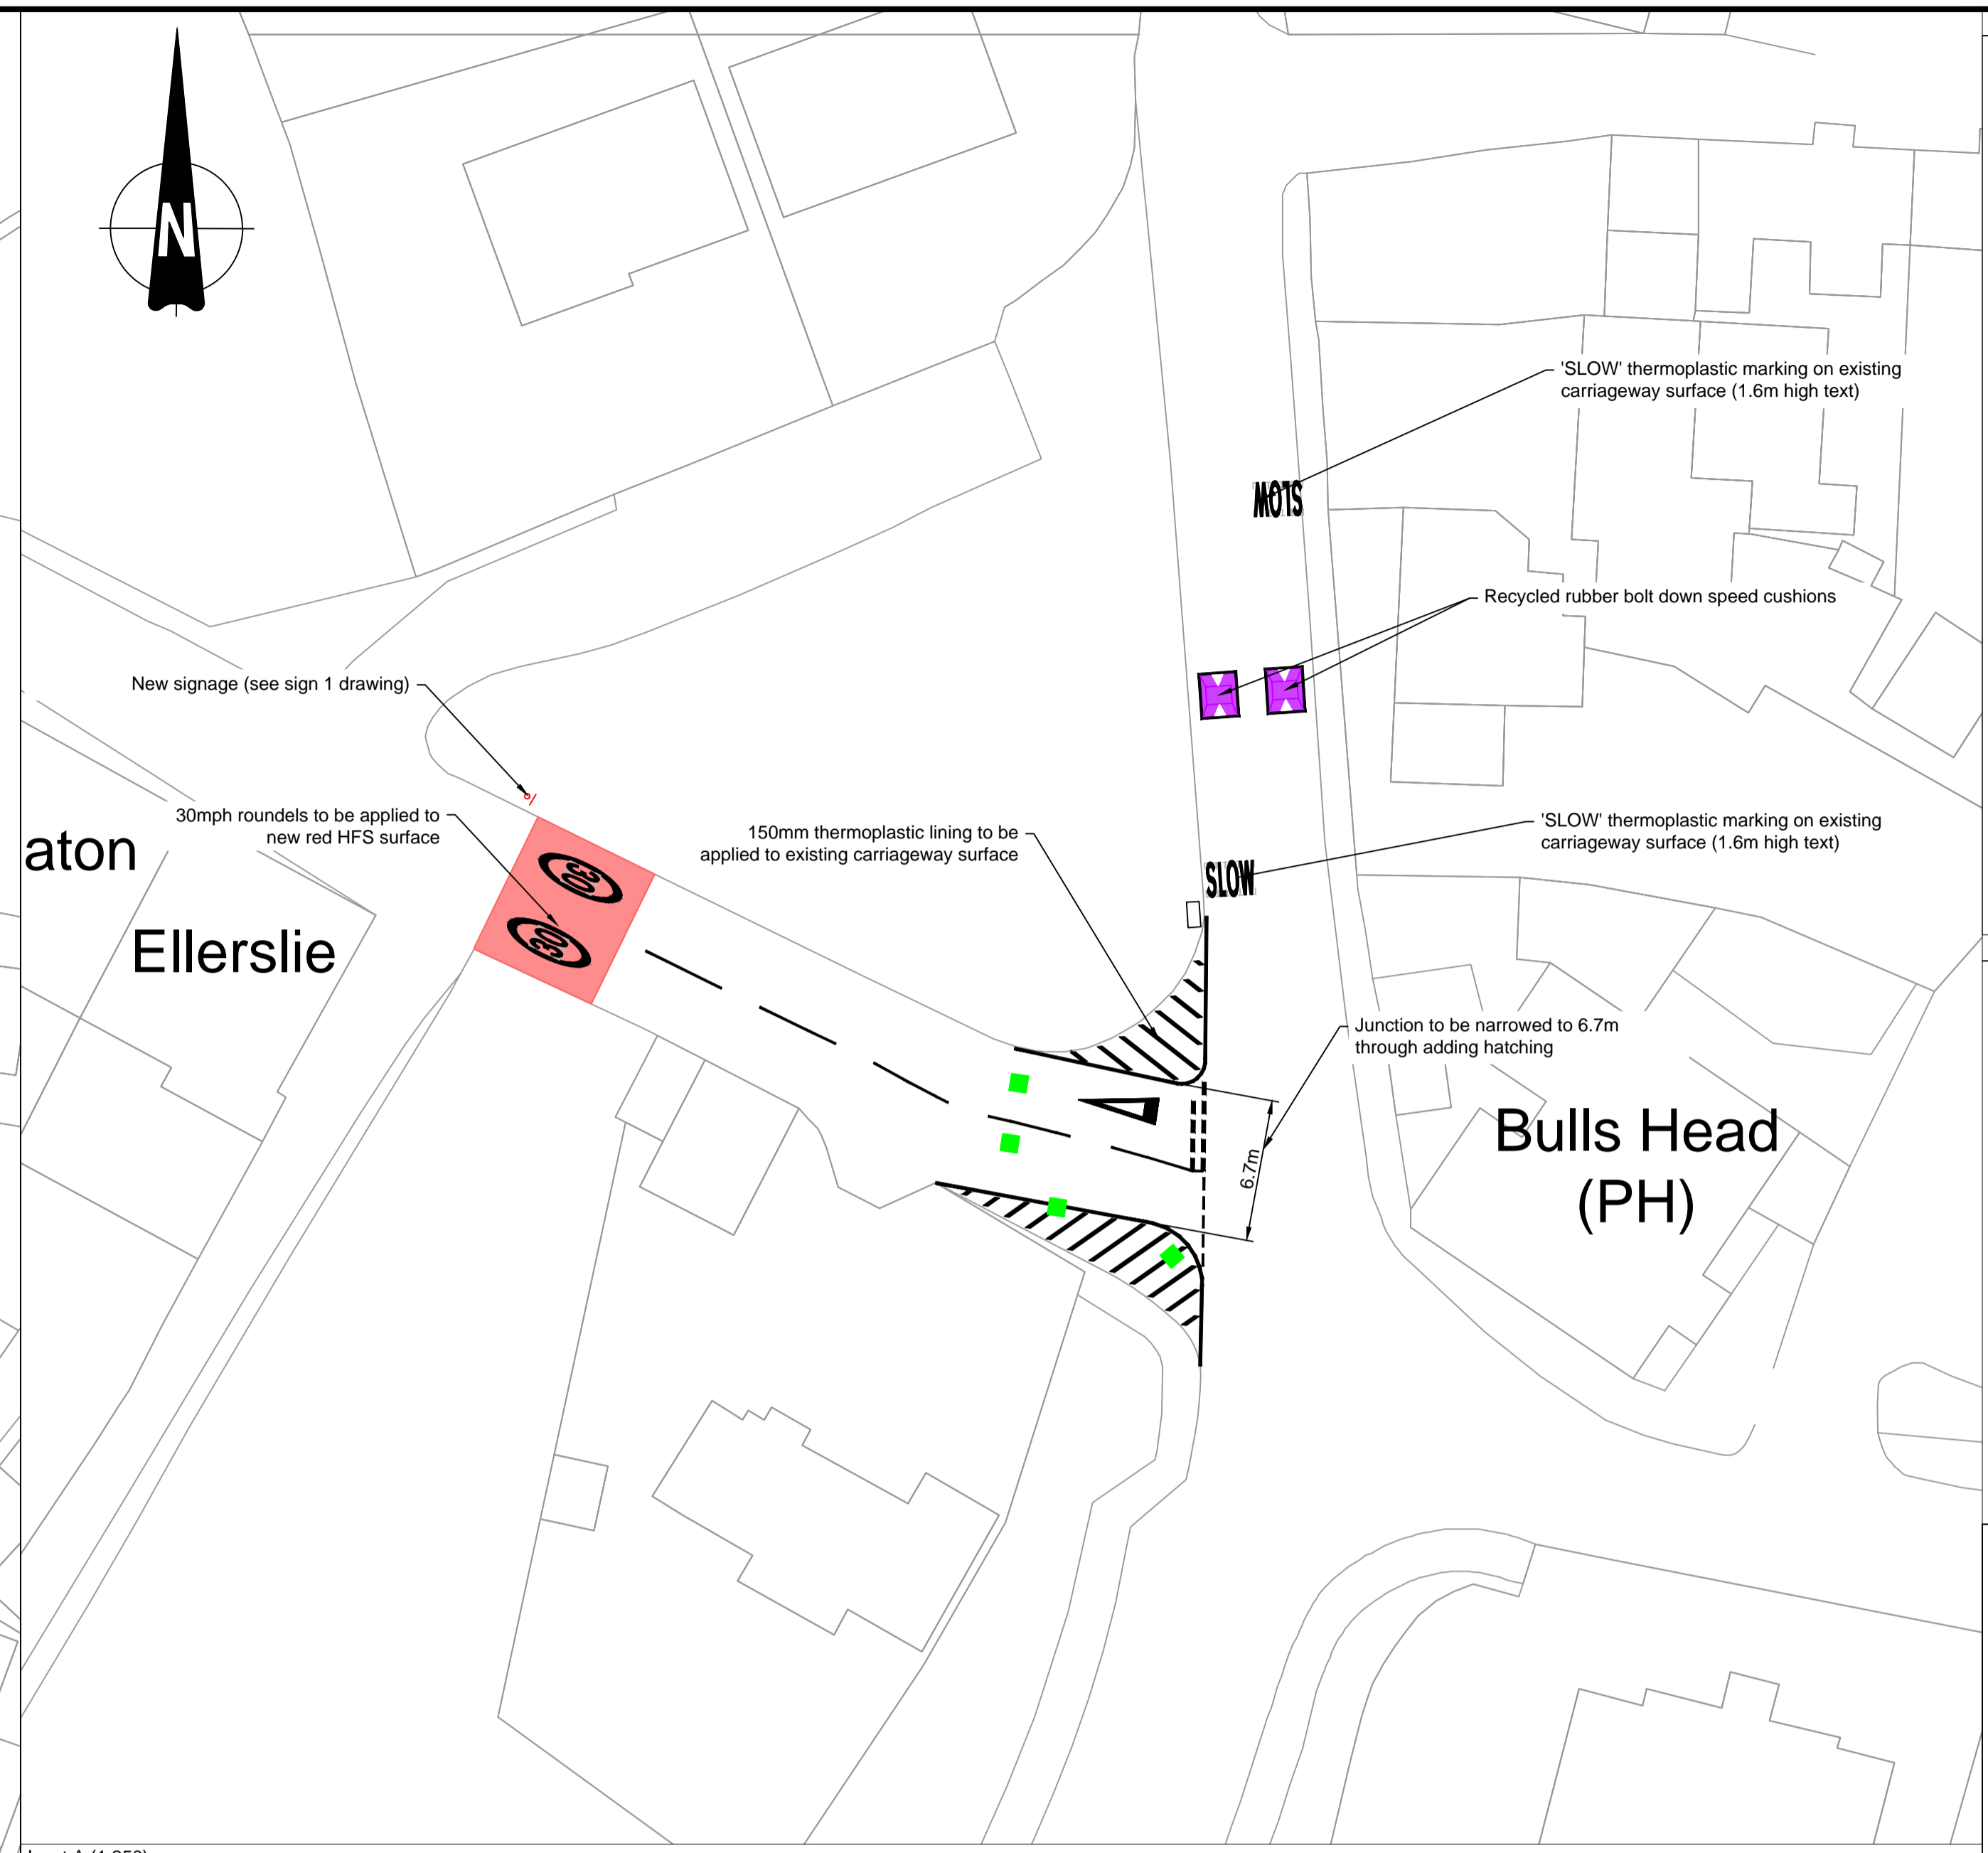 N
'SLOW' thermoplastic marking on existing
carriageway surface (1.6m high text)
SLOW
Recycled rubber bolt down speed cushions
New signage (see sign 1 drawing)
30mph roundels to be applied to
new red HFS surface
150mm thermoplastic lining to be
applied to existing carriageway surface
'SLOW' thermoplastic marking on existing
carriageway surface (1.6m high text)
aton
30
SLOW
30
Ellerslie
Junction to be narrowed to 6.7m
through adding hatching
6.7m
Bulls Head
(PH)